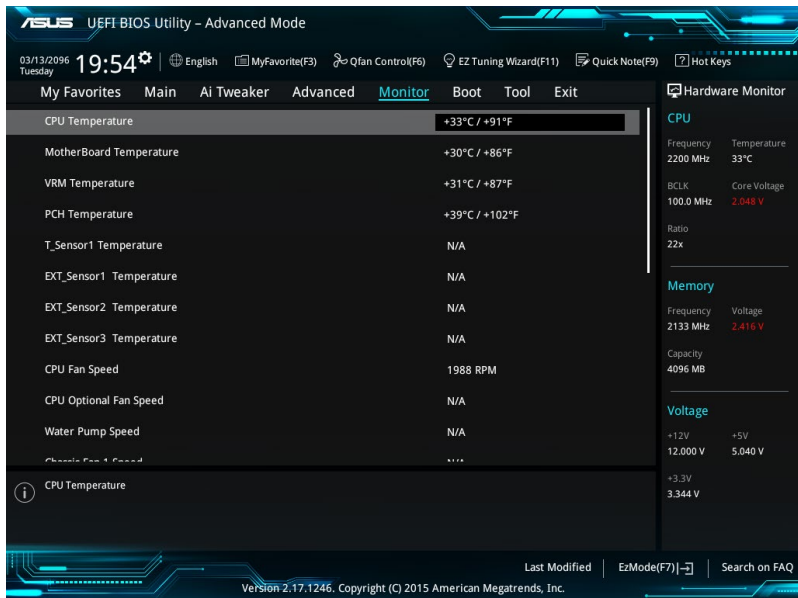 ASUS UEFI BIOS Utility – Advanced Mode
03/13/2096
Tuesday
19:54
English
MyFavorite(F3)
Qfan Control(F6)
EZ Tuning Wizard(F11)
Quick Note(F9)
? Hot Keys
My Favorites Main Ai Tweaker Advanced Monitor Boot Tool Exit
CPU Temperature +33°C / +91°F
MotherBoard Temperature +30°C / +86°F
VRM Temperature +31°C / +87°F
PCH Temperature +39°C / +102°F
T_Sensor1 Temperature N/A
EXT_Sensor1 Temperature N/A
EXT_Sensor2 Temperature N/A
EXT_Sensor3 Temperature N/A
CPU Fan Speed 1988 RPM
CPU Optional Fan Speed N/A
Water Pump Speed N/A
Chassis Fan 1 Speed N/A
CPU Temperature
Hardware Monitor
CPU
Frequency Temperature
2200 MHz 33°C
BCLK Core Voltage
100.0 MHz 2.048 V
Ratio
22x
Memory
Frequency Voltage
2133 MHz 2.416 V
Capacity
4096 MB
Voltage
+12V +5V
12.000 V 5.040 V
+3.3V
3.344 V
Last Modified
EzMode(F7)
Search on FAQ
Version 2.17.1246. Copyright (C) 2015 American Megatrends, Inc.